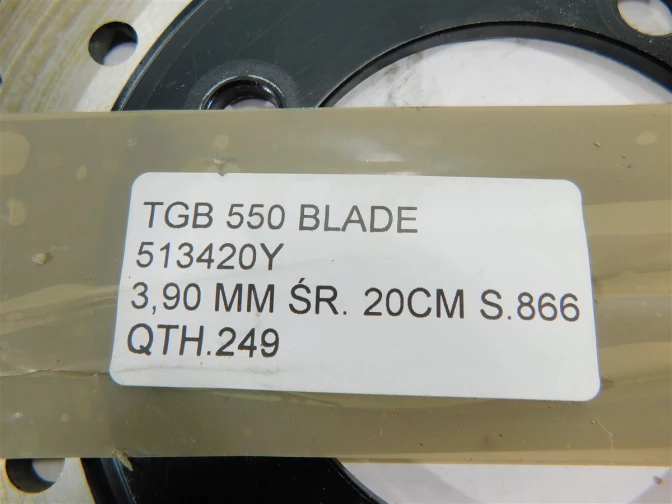 TGB 550 BLADE
513420Y
3,90 MM ŚR. 20CM S.866
QTH.249